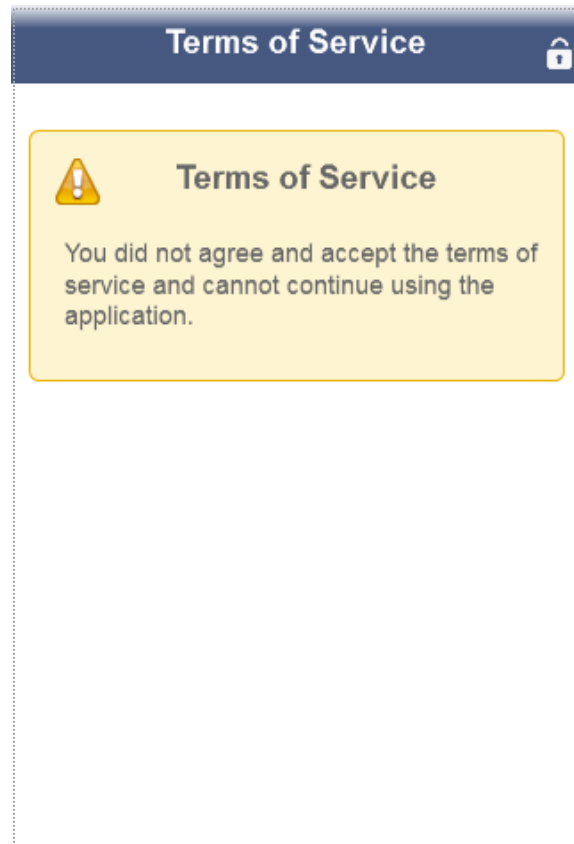 Terms of Service
Terms of Service
You did not agree and accept the terms of
service and cannot continue using the
application.